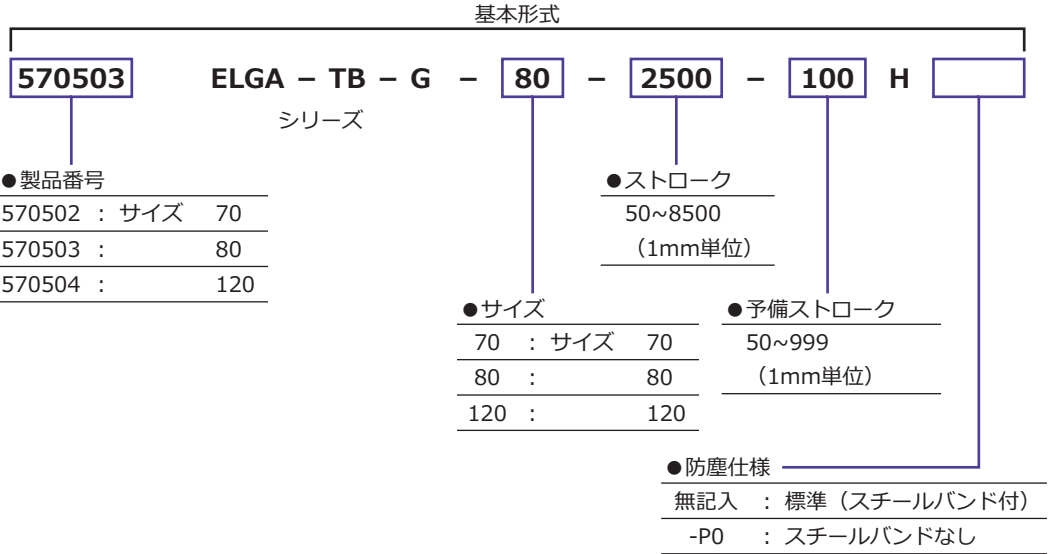 基本形式
570503 ELGA − TB − G − 80 − 2500 − 100 H
シリーズ
●製品番号
570502 : サイズ 70
570503 : 80
570504 : 120
●ストローク
50~8500
（1mm単位）
●サイズ
70 : サイズ 70
80 : 80
120 : 120
●予備ストローク
50~999
（1mm単位）
●防塵仕様
無記入 : 標準（スチールバンド付）
-P0 : スチールバンドなし